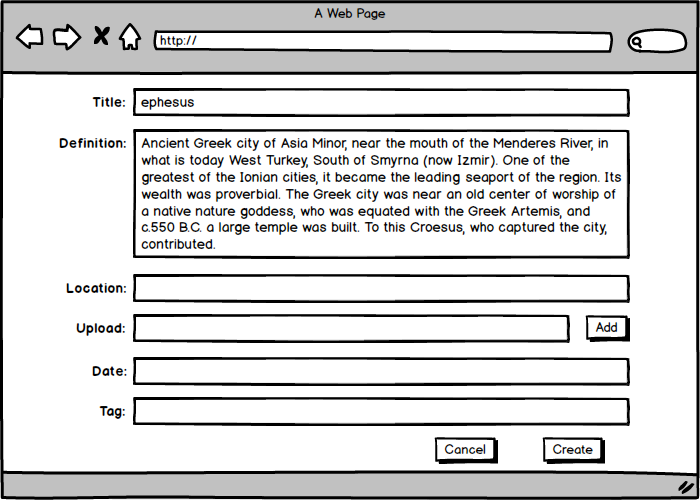 A Web Page
http://
Title: ephesus
Definition: Ancient Greek city of Asia Minor, near the mouth of the Menderes River, in
what is today West Turkey, South of Smyrna (now Izmir). One of the
greatest of the Ionian cities, it became the leading seaport of the region. Its
wealth was proverbial. The Greek city was near an old center of worship of
a native nature goddess, who was equated with the Greek Artemis, and
c.550 B.C. a large temple was built. To this Croesus, who captured the city,
contributed.
Location:
Upload: Add
Date:
Tag:
Cancel Create